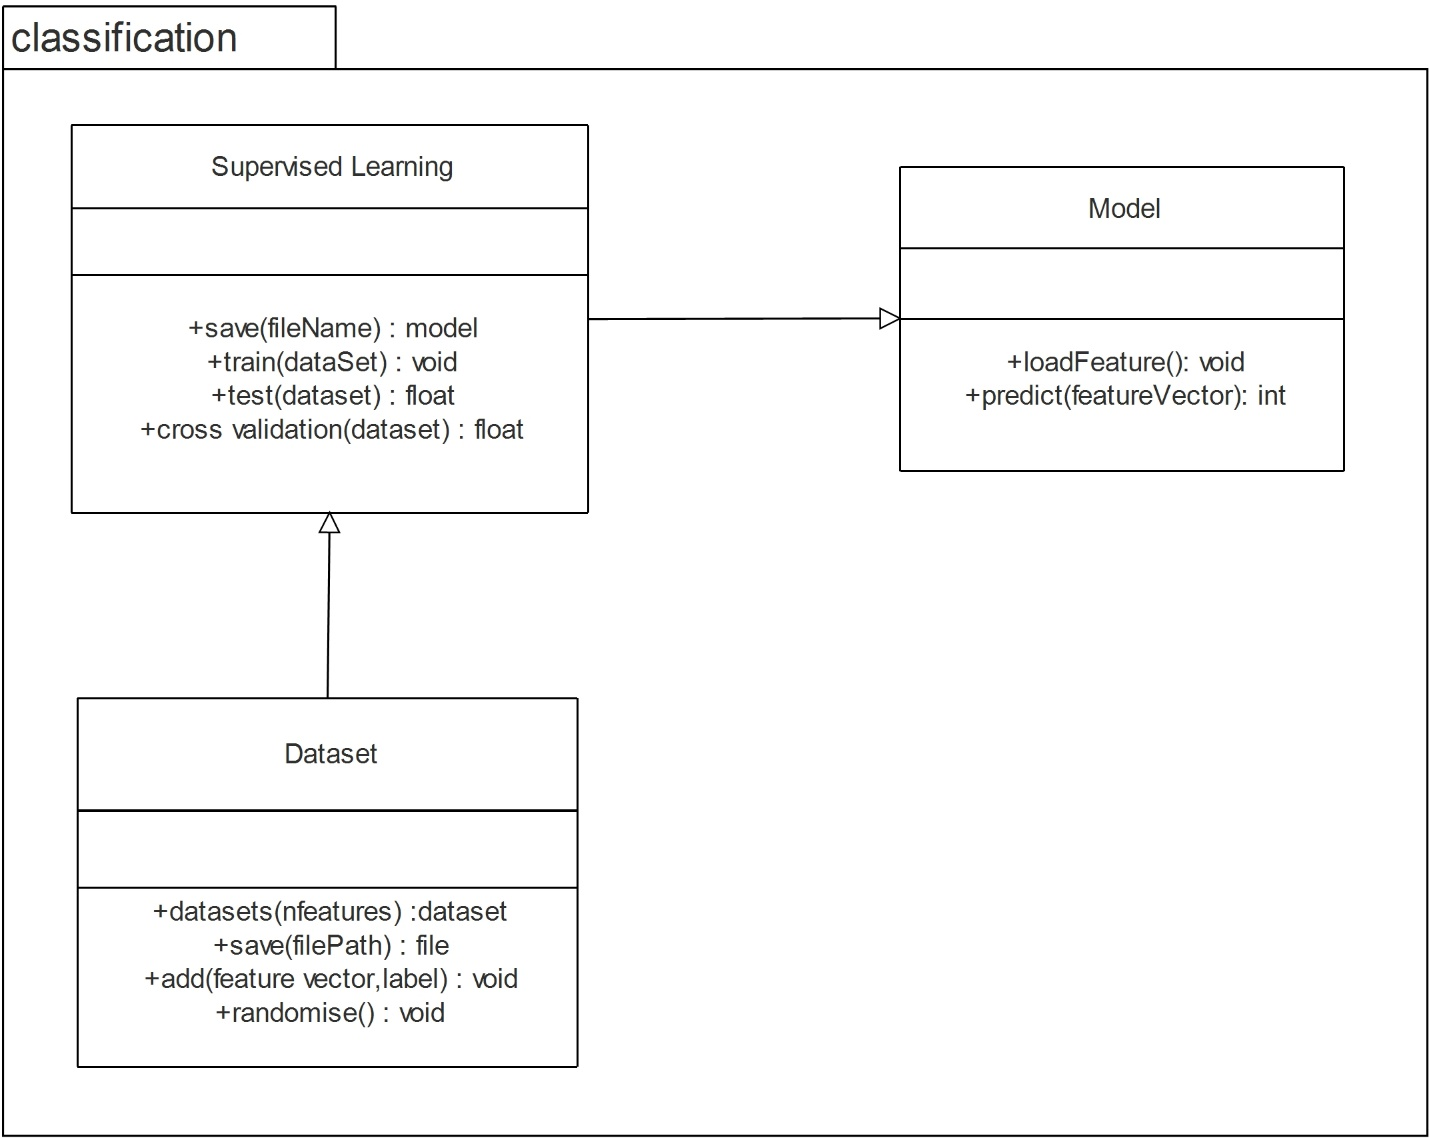 classification
Supervised Learning
+save(fileName) : model
+train(dataSet) : void
+test(dataset) : float
+cross validation(dataset) : float
Model
+loadFeature(): void
+predict(featureVector): int
Dataset
+datasets(nfeatures) :dataset
+save(filePath) : file
+add(feature vector,label) : void
+randomise() : void